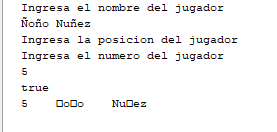 Ingresa el nombre del jugador
Ñoño Nuñez
Ingresa la posicion del jugador
Ingresa el numero del jugador
5
true
5 □o□o Nu□ez